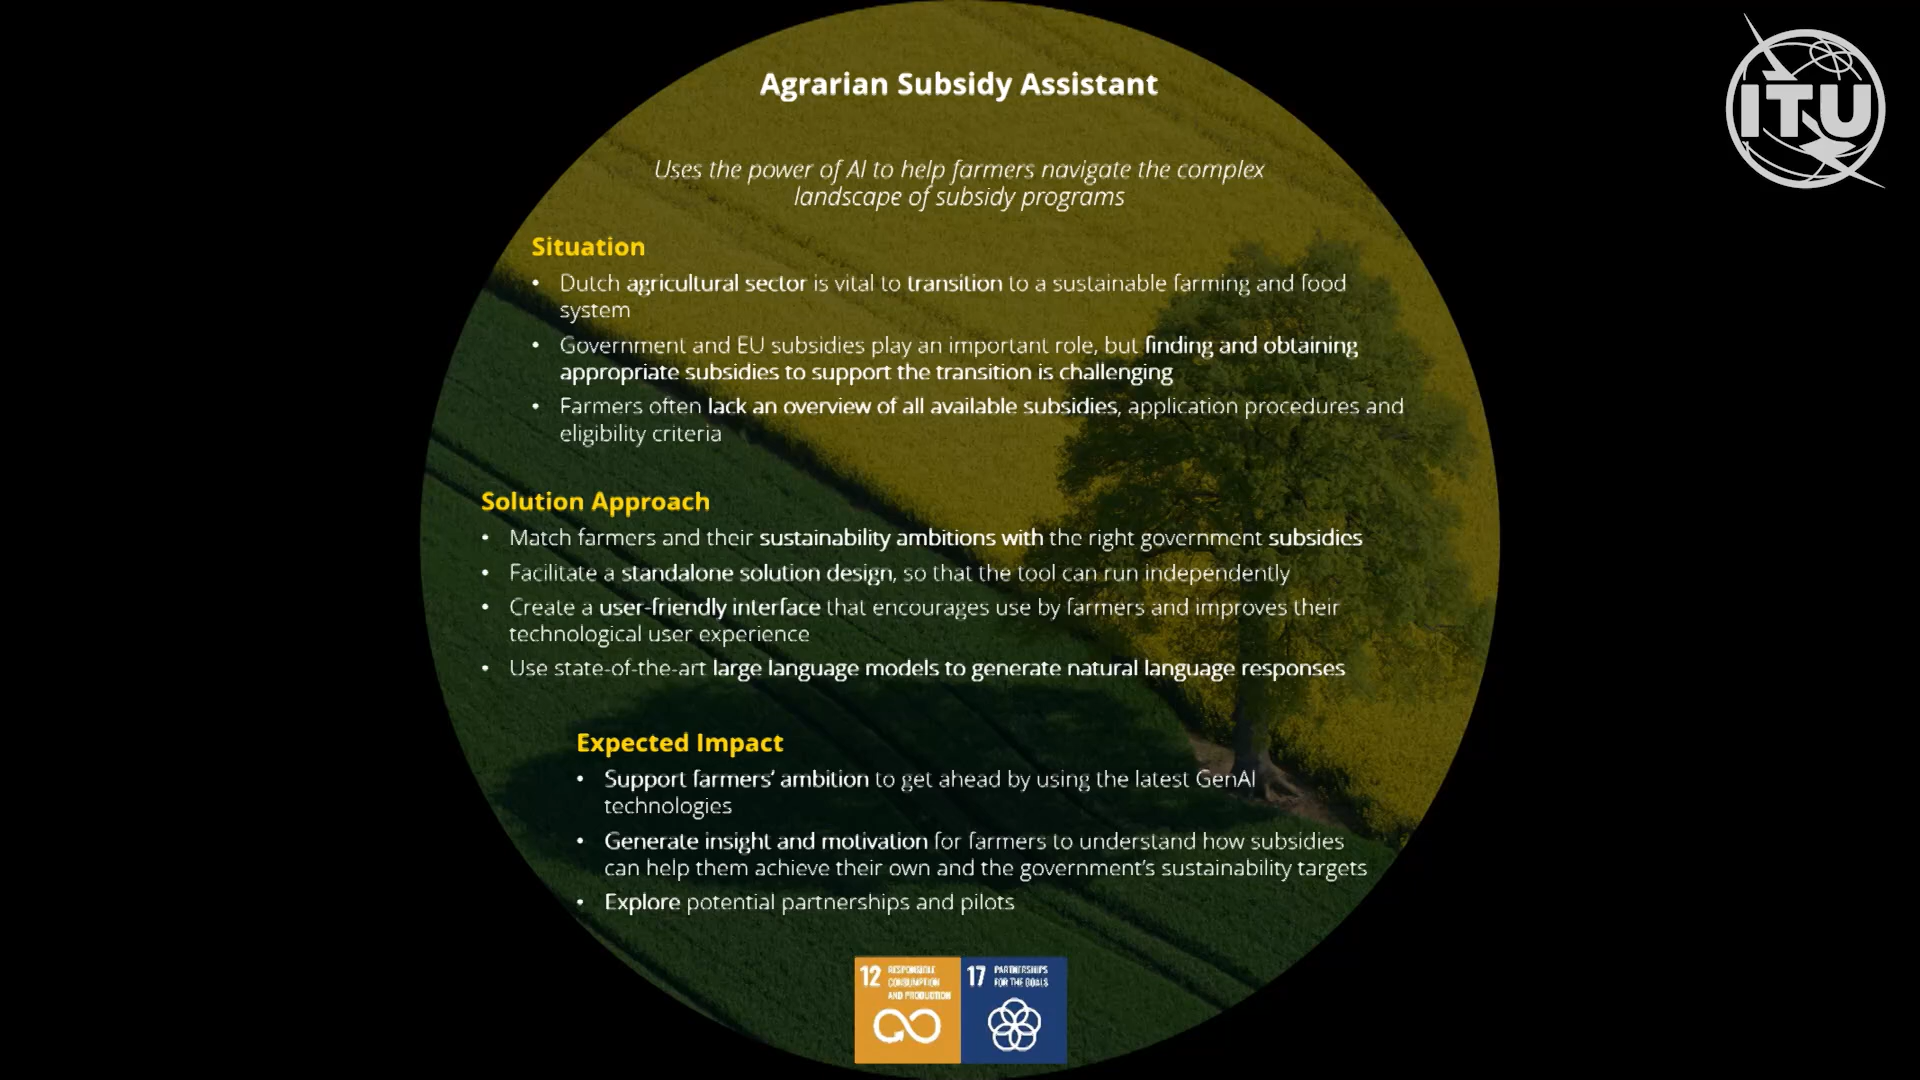 ITU
Agrarian Subsidy Assistant
Uses the power of AI to help farmers navigate the complex
landscape of subsidy programs
Situation
• Dutch agricultural sector is vital to transition to a sustainable farming and food
system
• Government and EU subsidies play an important role, but finding and obtaining
appropriate subsidies to support the transition is challenging
• Farmers often lack an overview of all available subsidies, application procedures and
eligibility criteria
Solution Approach
• Match farmers and their sustainability ambitions with the right government subsidies
• Facilitate a standalone solution design, so that the tool can run independently
• Create a user-friendly interface that encourages use by farmers and improves their
technological user experience
• Use state-of-the-art large language models to generate natural language responses
Expected Impact
• Support farmers’ ambition to get ahead by using the latest GenAI
technologies
• Generate insight and motivation for farmers to understand how subsidies
can help them achieve their own and the government’s sustainability targets
• Explore potential partnerships and pilots
12 RESPONSIBLE
CONSUMPTION
AND PRODUCTION
17 PARTNERSHIPS
FOR THE GOALS